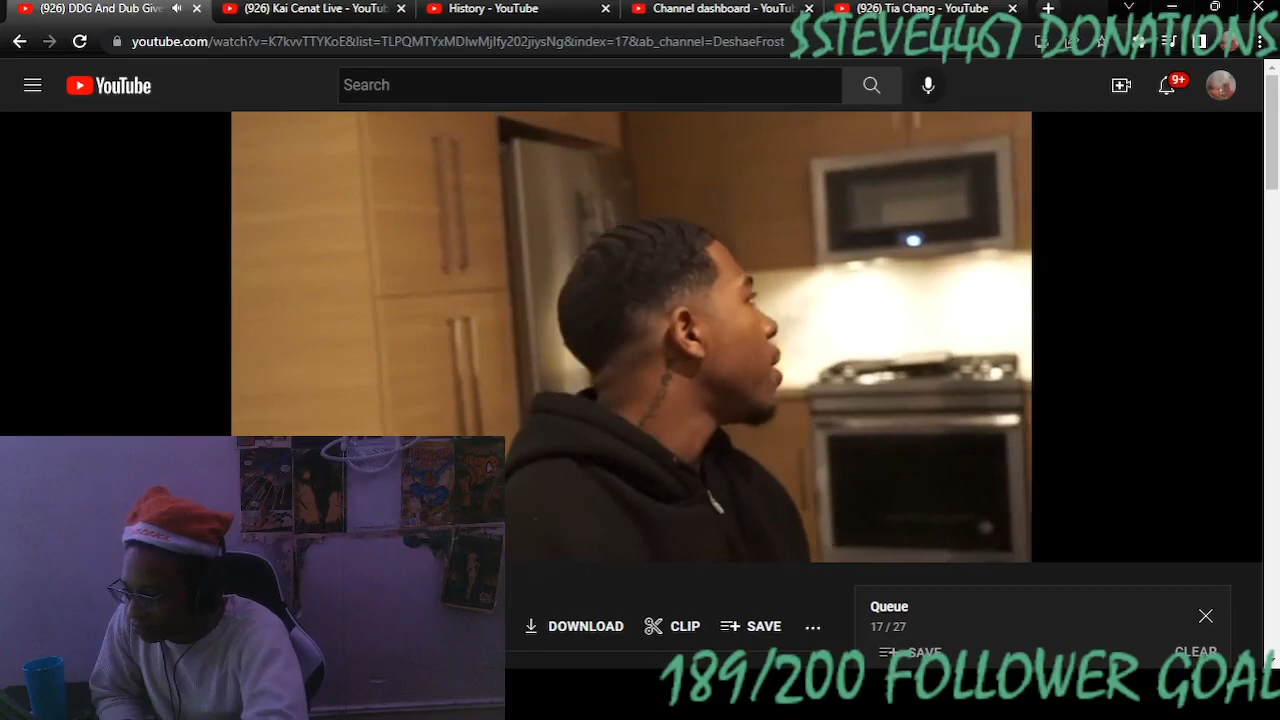 (926) DDG And Dub Give
(926) Kai Cenat Live - YouTub
History - YouTube
Channel dashboard - YouTu
(926) Tia Chang - YouTube
$STEVE4467 DONATIONS
youtube.com/watch?v=K7kvvTTYKoE&list=TLPQMTYxMDIwMjIfy202jiysNg&index=17&ab_channel=DeshaeFrost
YouTube
Search
9+
DOWNLOAD
CLIP
SAVE
Queue
17 / 27
SAVE
CLEAR
189/200 FOLLOWER GOAL